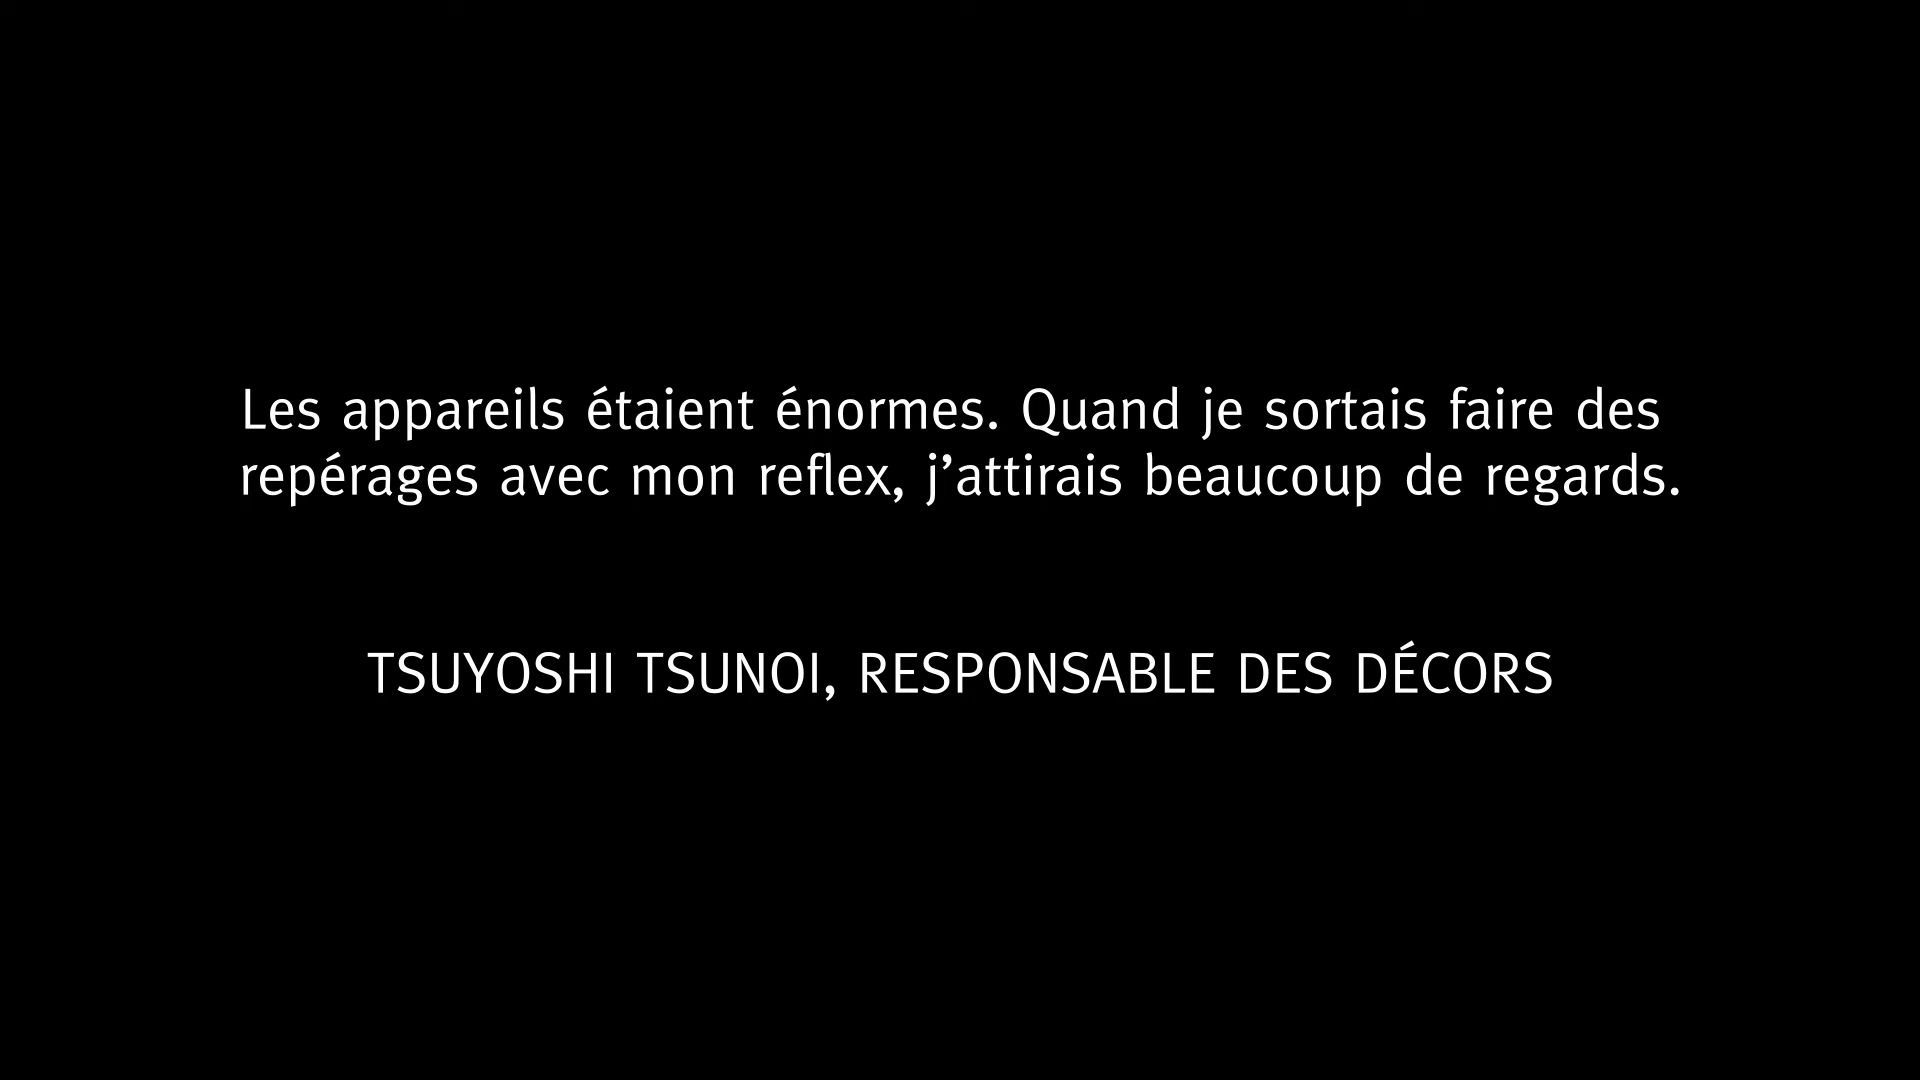 Les appareils étaient énormes. Quand je sortais faire des
repérages avec mon reflex, j’attirais beaucoup de regards.
TSUYOSHI TSUNOI, RESPONSABLE DES DÉCORS